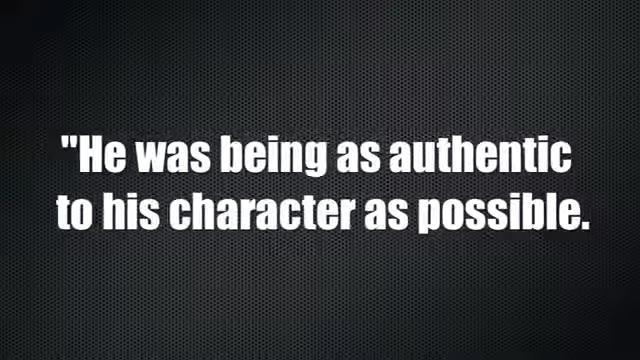 "He was being as authentic
to his character as possible.